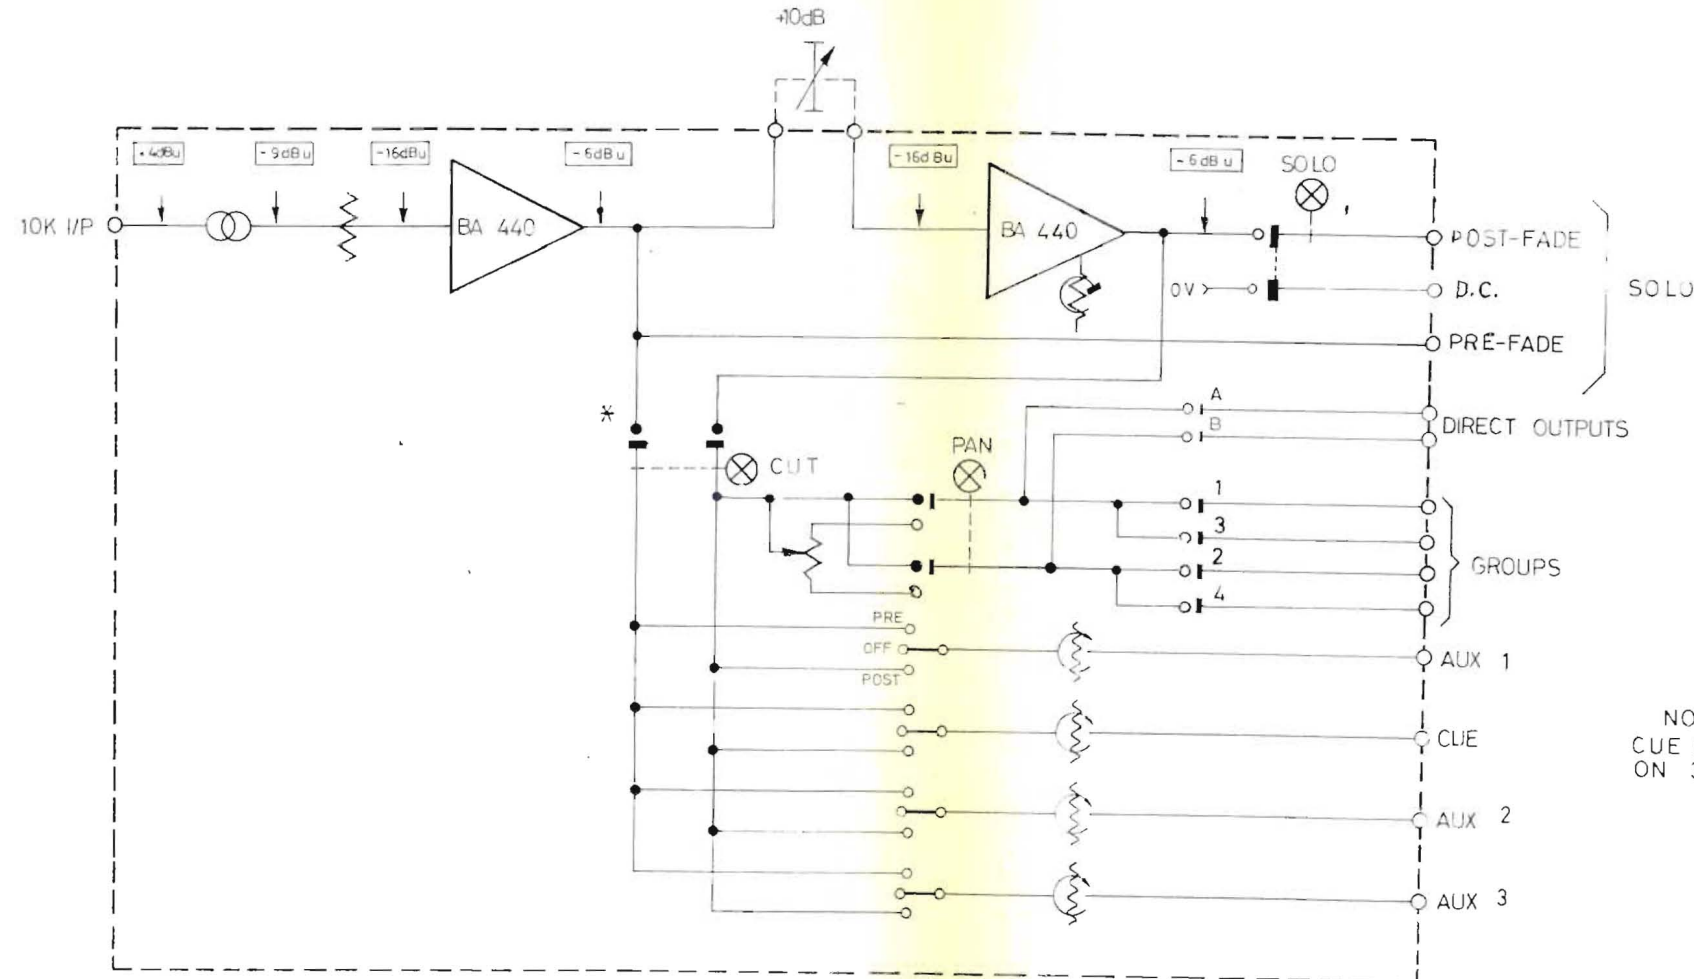 +10dB
+4dBu
-9dBu
-16dBu
-6dBu
-16dBu
-6dBu
SOLO
10K I/P
BA 440
BA 440
POST-FADE
0V
D.C.
SOLO
PRE-FADE
*
A
B
DIRECT OUTPUTS
PAN
CUT
1
3
2
4
GROUPS
PRE
OFF
POST
AUX 1
CUE
NO
CUE
ON 3
AUX 2
AUX 3